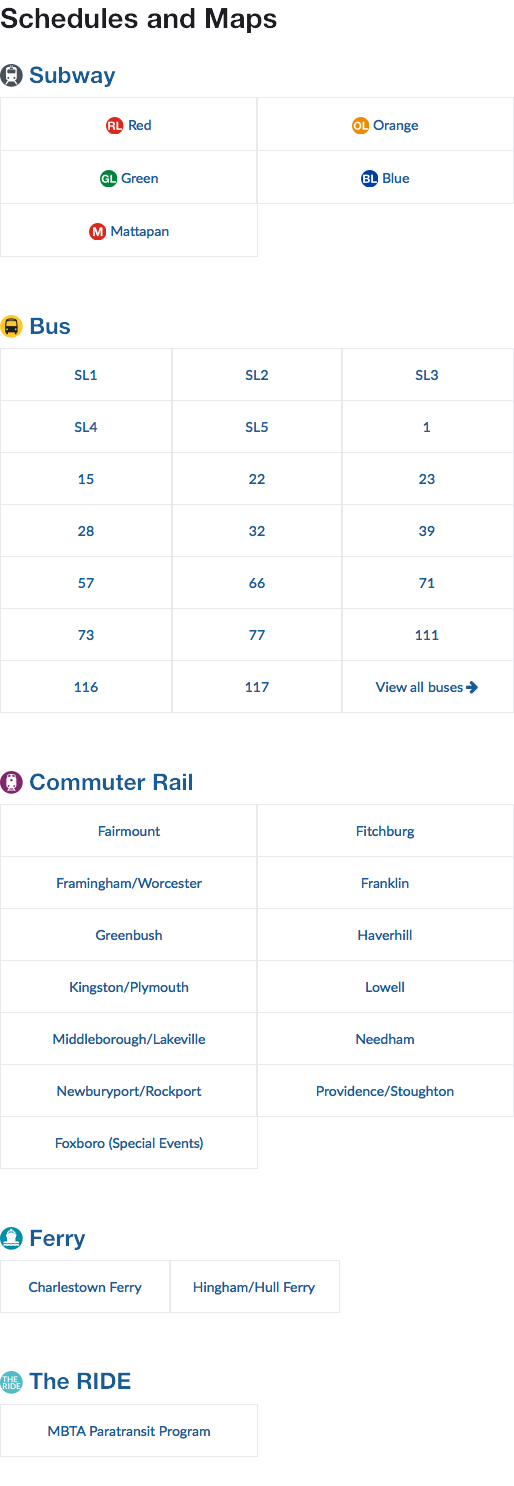 Schedules and Maps
Subway
RL Red
OL Orange
GL Green
BL Blue
M Mattapan
Bus
SL1
SL2
SL3
SL4
SL5
1
15
22
23
28
32
39
57
66
71
73
77
111
116
117
View all buses
Commuter Rail
Fairmount
Fitchburg
Framingham/Worcester
Franklin
Greenbush
Haverhill
Kingston/Plymouth
Lowell
Middleborough/Lakeville
Needham
Newburyport/Rockport
Providence/Stoughton
Foxboro (Special Events)
Ferry
Charlestown Ferry
Hingham/Hull Ferry
THE
RIDE
The RIDE
MBTA Paratransit Program